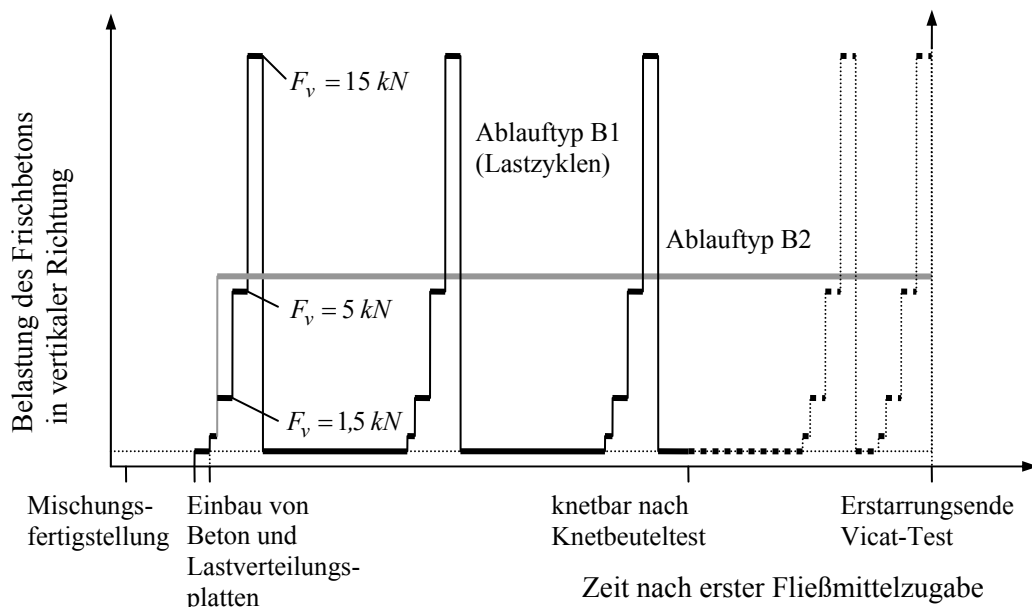 Belastung des Frischbetons
in vertikaler Richtung
F_v = 15 kN
Ablauftyp B1
(Lastzyklen)
Ablauftyp B2
F_v = 5 kN
F_v = 1,5 kN
Mischungs-
fertigstellung
Einbau von
Beton und
Lastverteilungs-
platten
knetbar nach
Knetbeuteltest
Erstarrungsende
Vicat-Test
Zeit nach erster Fließmittelzugabe